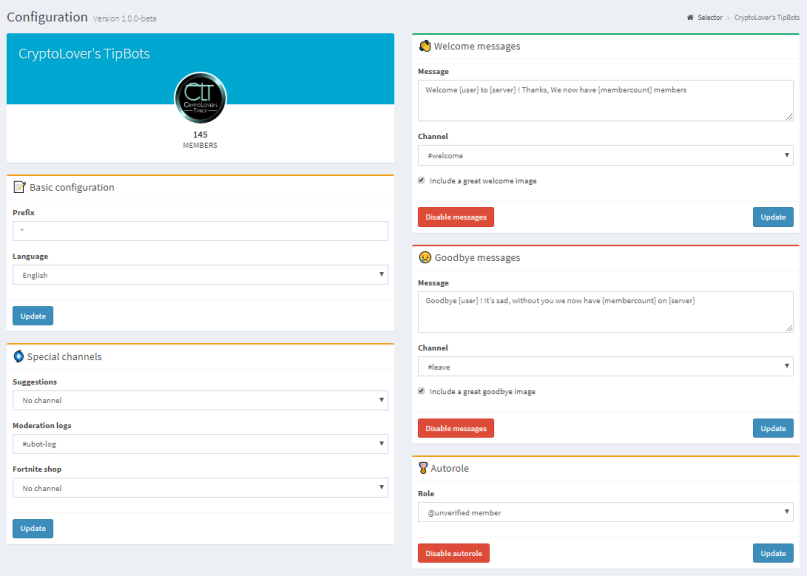 Configuration Version 1.0.0-beta
Selector > CryptoLover's TipBots
CryptoLover's TipBots
CLT
CRYPTOLOVER'S
TIPBOT
145
MEMBERS
Basic configuration
Prefix
*
Language
English
Update
Special channels
Suggestions
No channel
Moderation logs
#ubot-log
Fortnite shop
No channel
Update
Welcome messages
Message
Welcome {user} to {server} ! Thanks, We now have {membercount} members
Channel
#welcome
Include a great welcome image
Disable messages Update
Goodbye messages
Message
Goodbye {user} ! It's sad, without you we now have {membercount} on {server}
Channel
#leave
Include a great goodbye image
Disable messages Update
Autorole
Role
@unverified member
Disable autorole Update